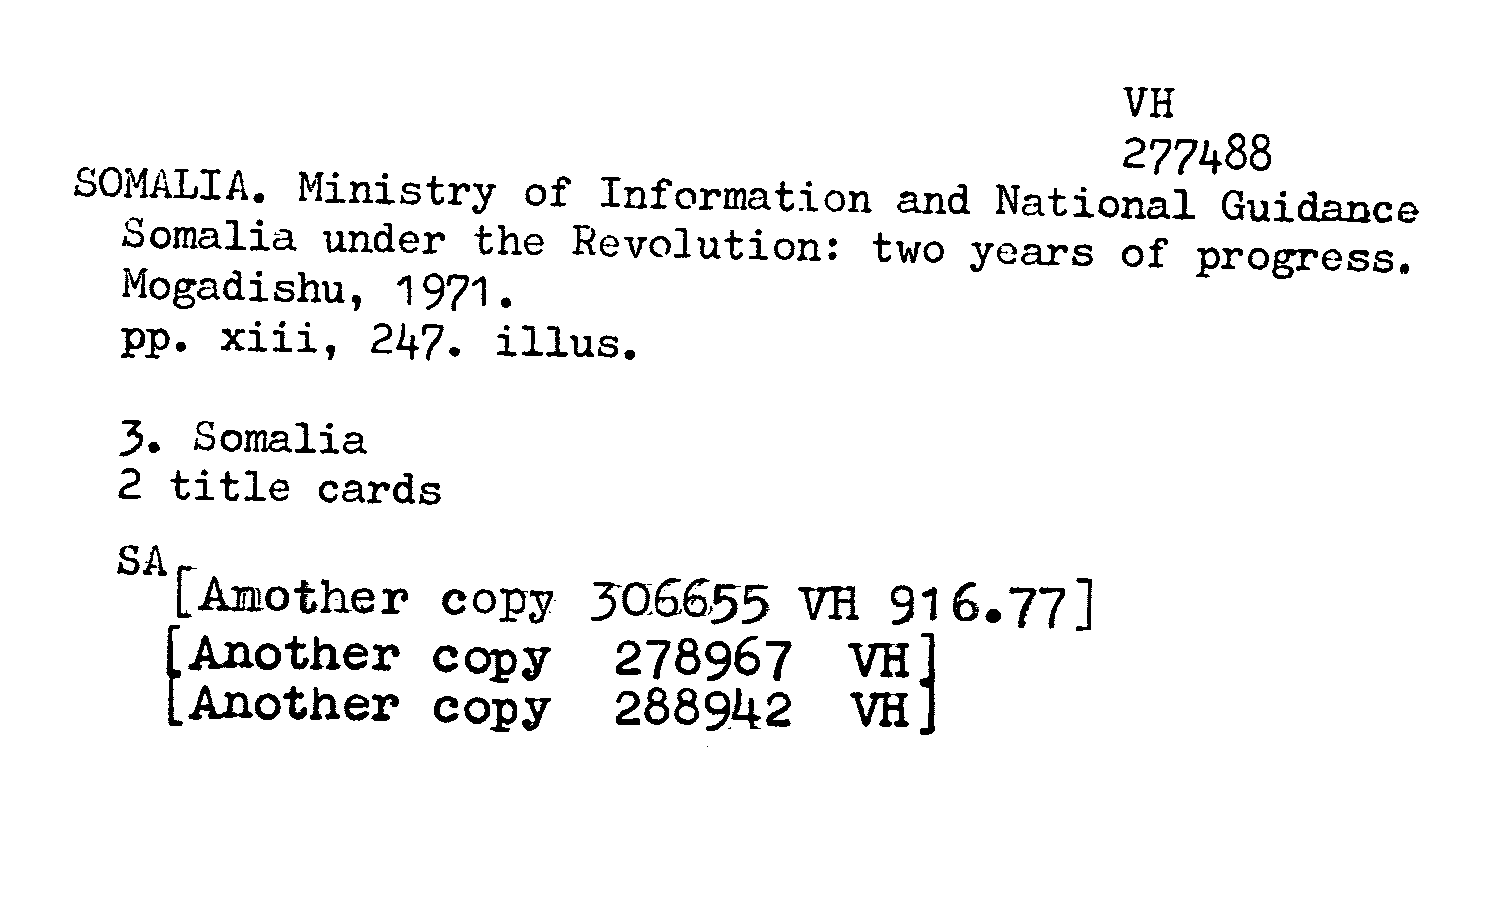 VH
277488
SOMALIA. Ministry of Information and National Guidance
Somalia under the Revolution: two years of progress.
Mogadishu, 1971.
pp. xiii, 247. illus.
3. Somalia
2 title cards
SA
[Another copy 306655 VH 916.77]
[Another copy 278967 VH]
[Another copy 288942 VH]